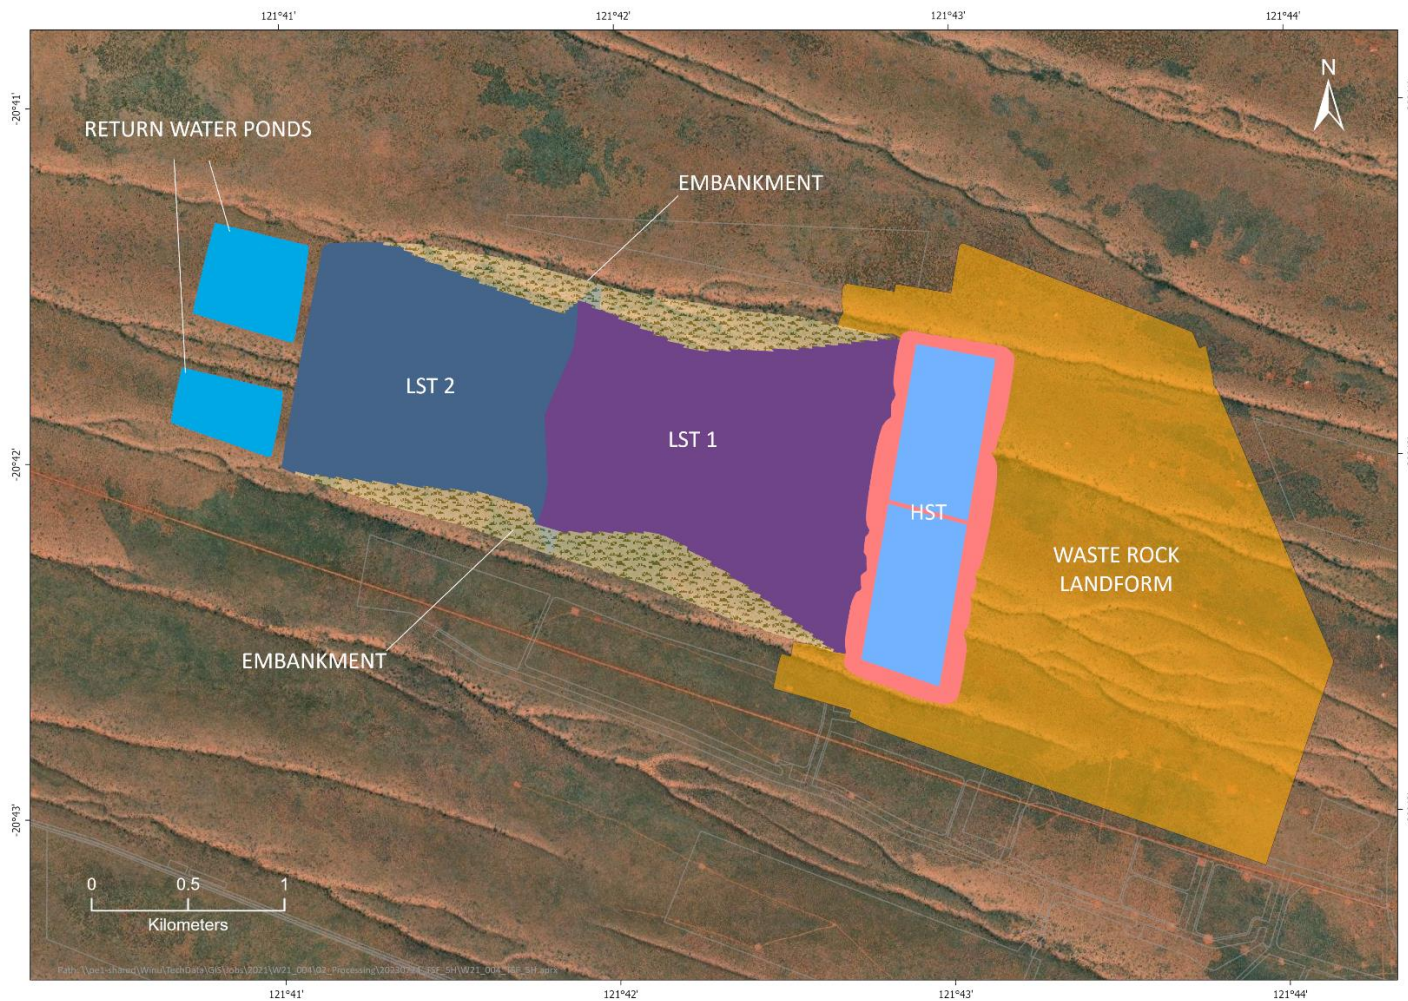 121°41' 121°42' 121°43' 121°44'
N
-20°41'
RETURN WATER PONDS
EMBANKMENT
LST 2
LST 1
-20°42'
HST
WASTE ROCK
LANDFORM
EMBANKMENT
-20°43'
0 0.5 1
Kilometers
121°41' 121°42' 121°43' 121°44'